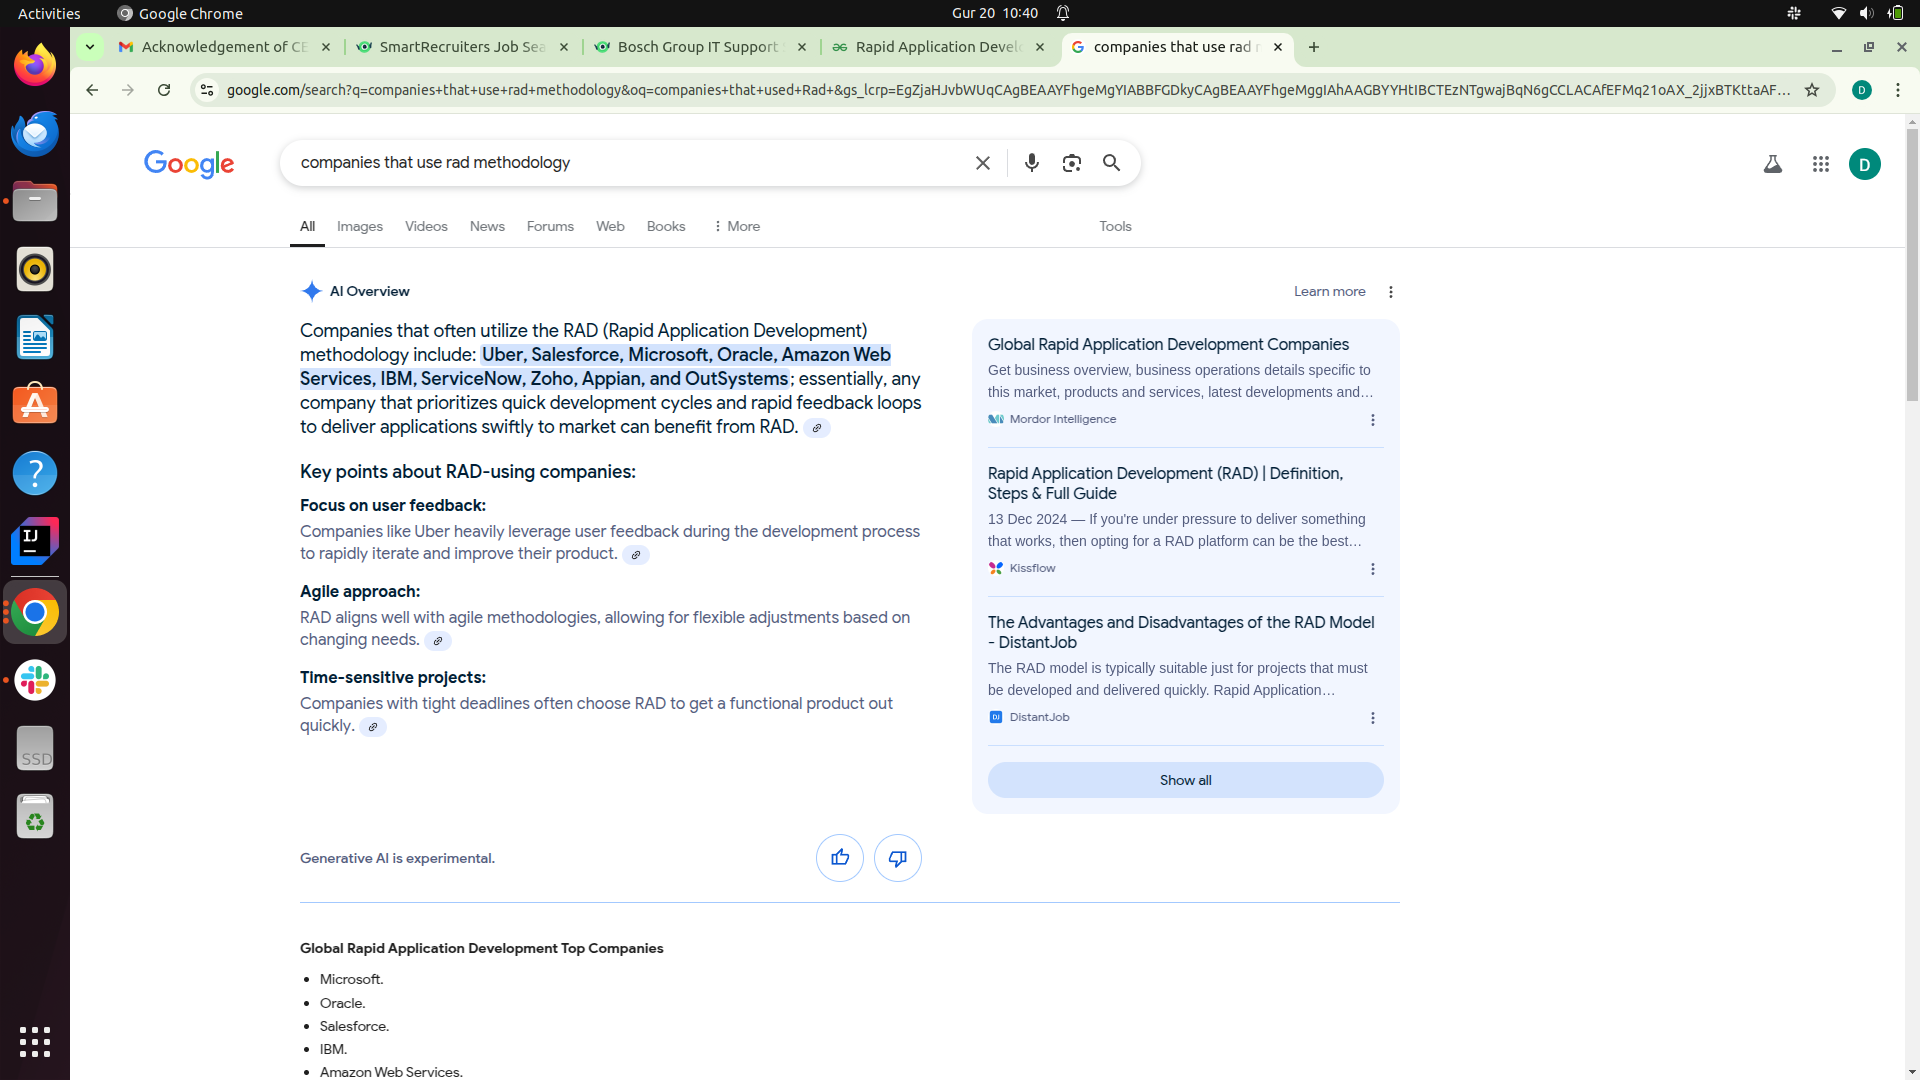 Activities
Google Chrome
Gur 20 10:40
Acknowledgement of CE
SmartRecruiters Job Sea
Bosch Group IT Support
Rapid Application Develo
companies that use rad
google.com/search?q=companies+that+use+rad+methodology&oq=companies+that+used+Rad+&gs_lcrp=EgZjaHJvbWUqCAgBEAAYFhgeMgYIABBFGDkyCAgBEAAYFhgeMggIAhAAGBYYHtIBCTEzNTgwajBqN6gCCLACAfEFMq21oAX_2jjxBTKttaAF...
D
Google
companies that use rad methodology
D
All
Images
Videos
News
Forums
Web
Books
More
Tools
AI Overview
Learn more
Companies that often utilize the RAD (Rapid Application Development)
methodology include: Uber, Salesforce, Microsoft, Oracle, Amazon Web
Services, IBM, ServiceNow, Zoho, Appian, and OutSystems; essentially, any
company that prioritizes quick development cycles and rapid feedback loops
to deliver applications swiftly to market can benefit from RAD.
Key points about RAD-using companies:
Focus on user feedback:
Companies like Uber heavily leverage user feedback during the development process
to rapidly iterate and improve their product.
Agile approach:
RAD aligns well with agile methodologies, allowing for flexible adjustments based on
changing needs.
Time-sensitive projects:
Companies with tight deadlines often choose RAD to get a functional product out
quickly.
Global Rapid Application Development Companies
Get business overview, business operations details specific to
this market, products and services, latest developments and...
Mordor Intelligence
Rapid Application Development (RAD) | Definition,
Steps & Full Guide
13 Dec 2024 — If you're under pressure to deliver something
that works, then opting for a RAD platform can be the best...
Kissflow
The Advantages and Disadvantages of the RAD Model
- DistantJob
The RAD model is typically suitable just for projects that must
be developed and delivered quickly. Rapid Application...
DJ
DistantJob
Show all
Generative AI is experimental.
Global Rapid Application Development Top Companies
• Microsoft.
• Oracle.
• Salesforce.
• IBM.
• Amazon Web Services.
IJ
SSD